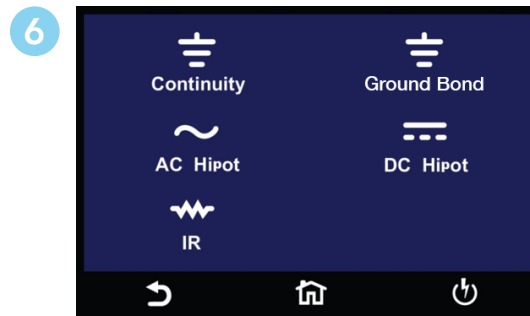 6
Continuity Ground Bond
AC Hipot DC Hipot
IR